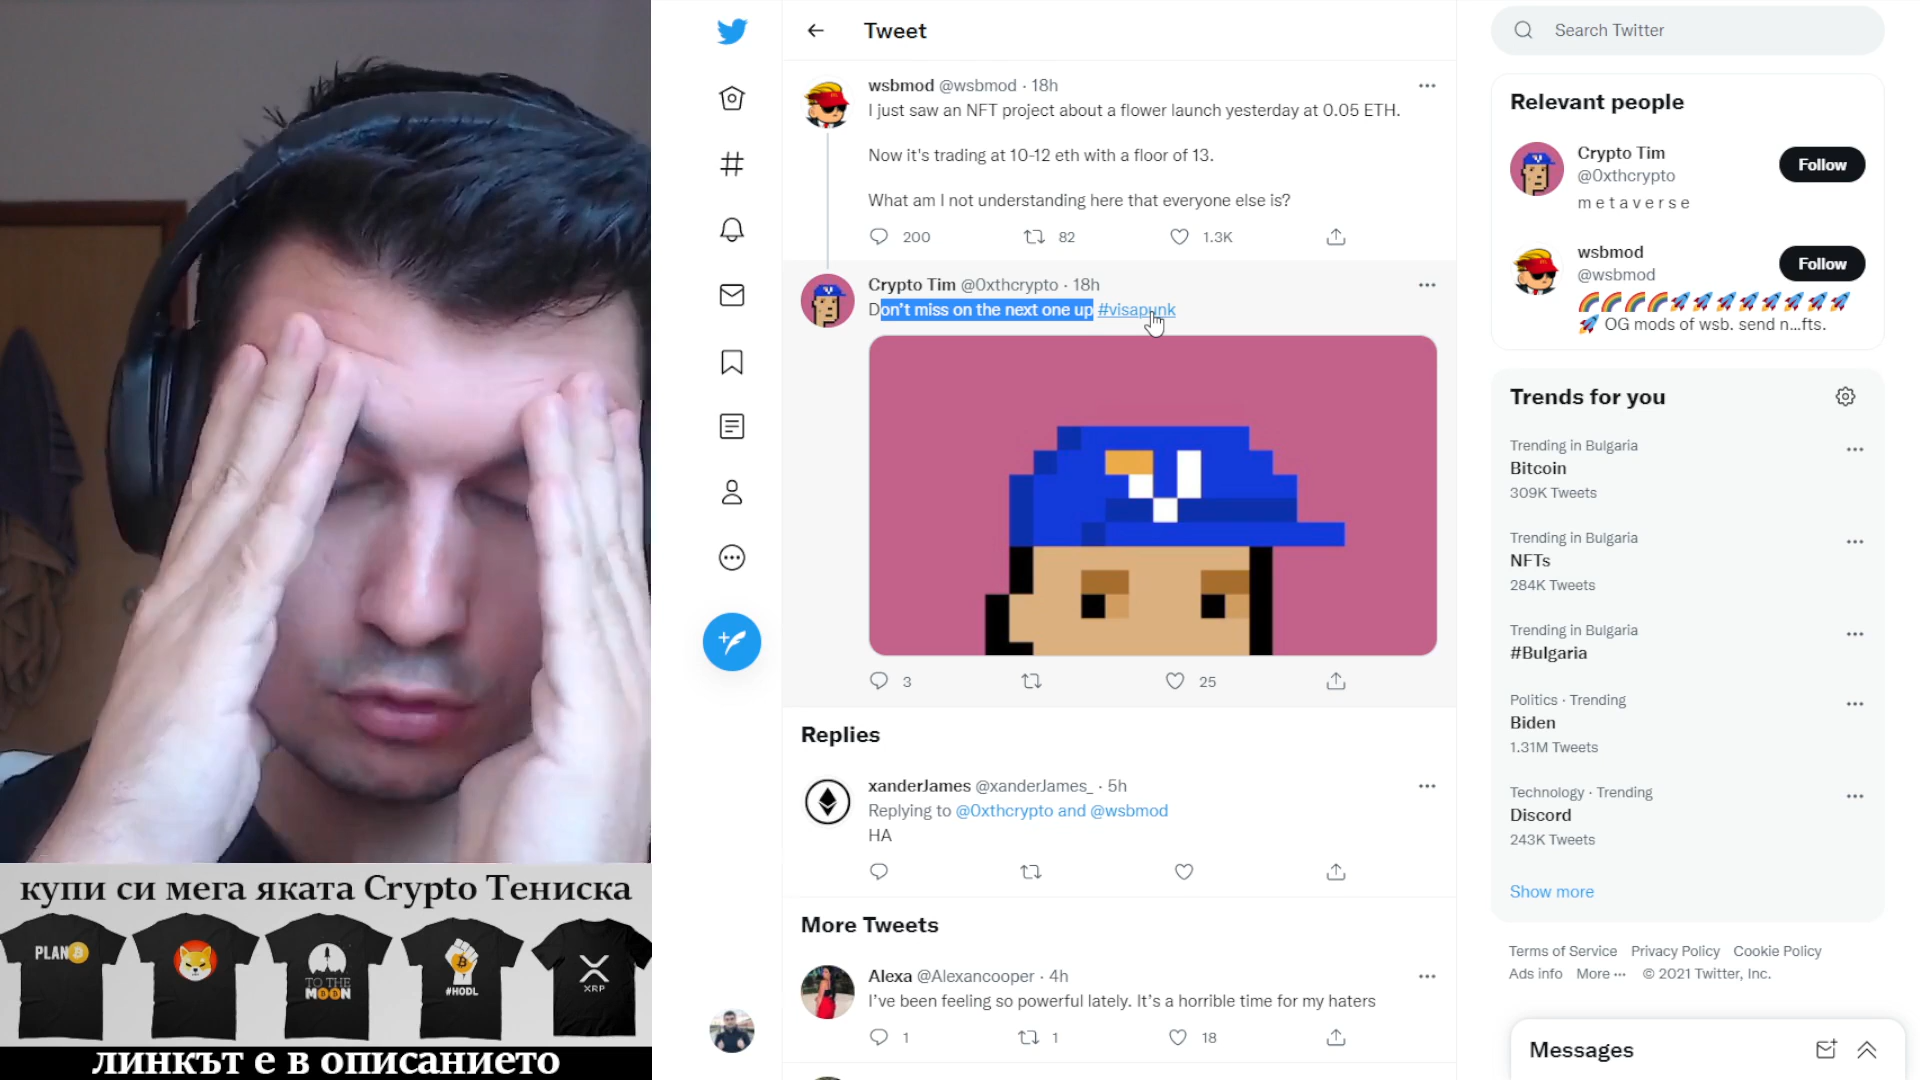 купи си мега яката Crypto Тениска
PLAN B
TO THE
MOON
#HODL
XRP
линкът е в описанието
Tweet
wsbmod @wsbmod · 18h
I just saw an NFT project about a flower launch yesterday at 0.05 ETH.
Now it's trading at 10-12 eth with a floor of 13.
What am I not understanding here that everyone else is?
200 82 1.3K
Crypto Tim @0xthcrypto · 18h
Don't miss on the next one up #visapunk
3 25
Replies
xanderJames @xanderJames_ · 5h
Replying to @0xthcrypto and @wsbmod
HA
More Tweets
Alexa @Alexancooper · 4h
I've been feeling so powerful lately. It's a horrible time for my haters
1 1 18
Search Twitter
Relevant people
Crypto Tim
@0xthcrypto
Follow
m e t a v e r s e
wsbmod
@wsbmod
Follow
🌈🌈🌈🌈🚀🚀🚀🚀🚀🚀🚀
🚀 OG mods of wsb. send n...fts.
Trends for you
Trending in Bulgaria
Bitcoin
309K Tweets
Trending in Bulgaria
NFTs
284K Tweets
Trending in Bulgaria
#Bulgaria
Politics · Trending
Biden
1.31M Tweets
Technology · Trending
Discord
243K Tweets
Show more
Terms of Service Privacy Policy Cookie Policy
Ads info More ··· © 2021 Twitter, Inc.
Messages